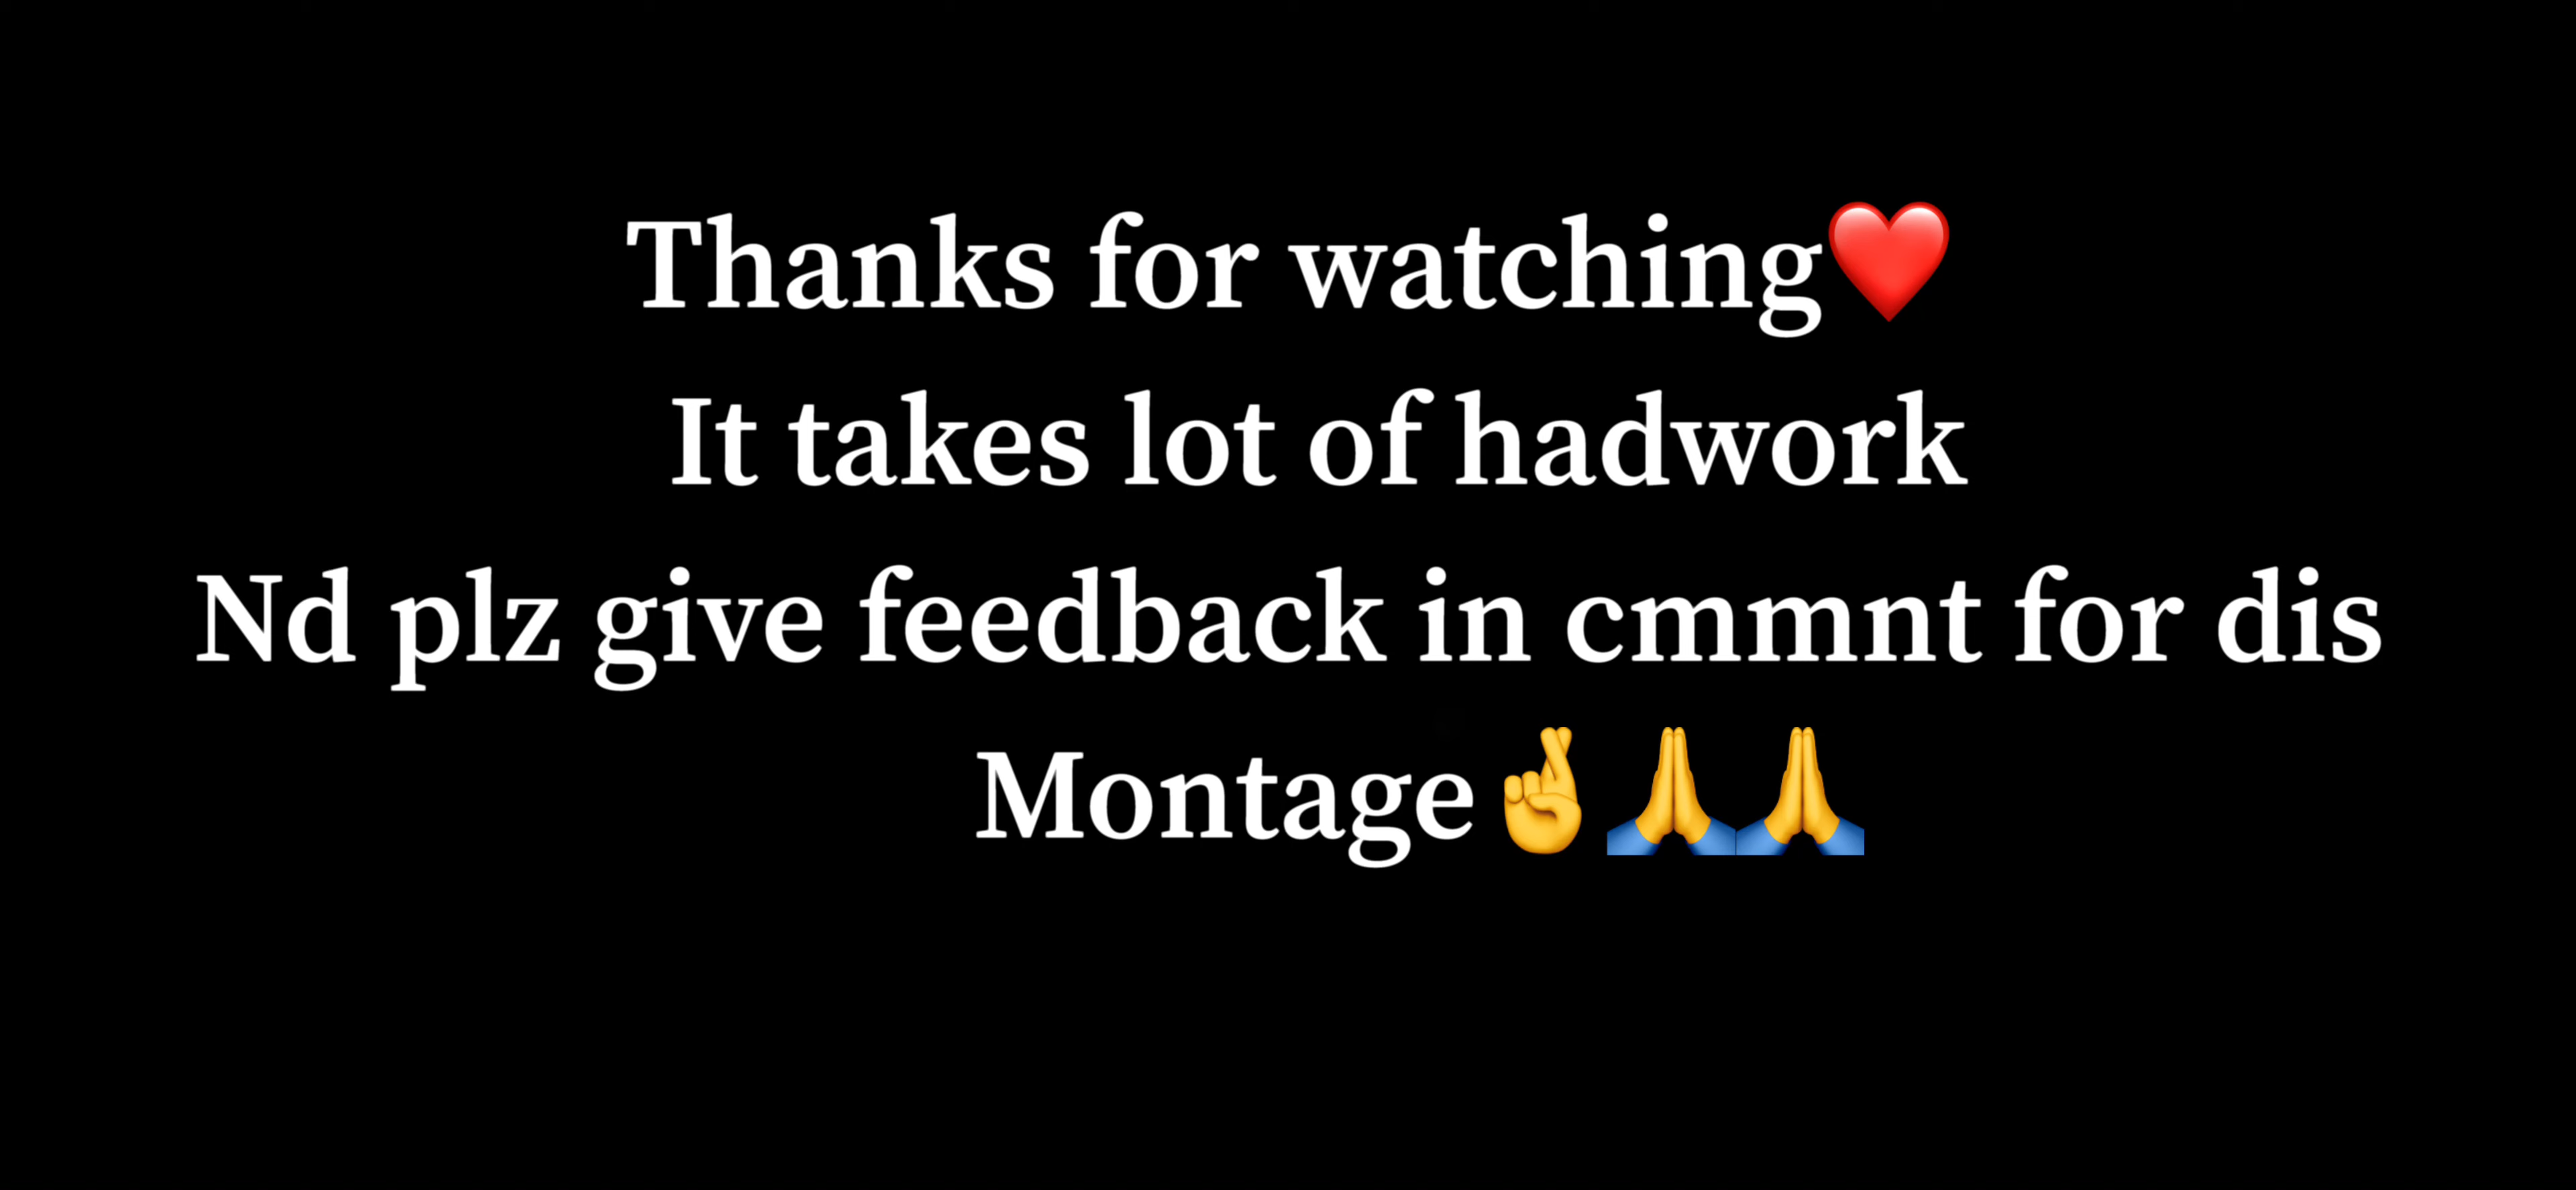 Thanks for watching❤️
It takes lot of hadwork
Nd plz give feedback in cmmnt for dis
Montage🤞🙏🙏